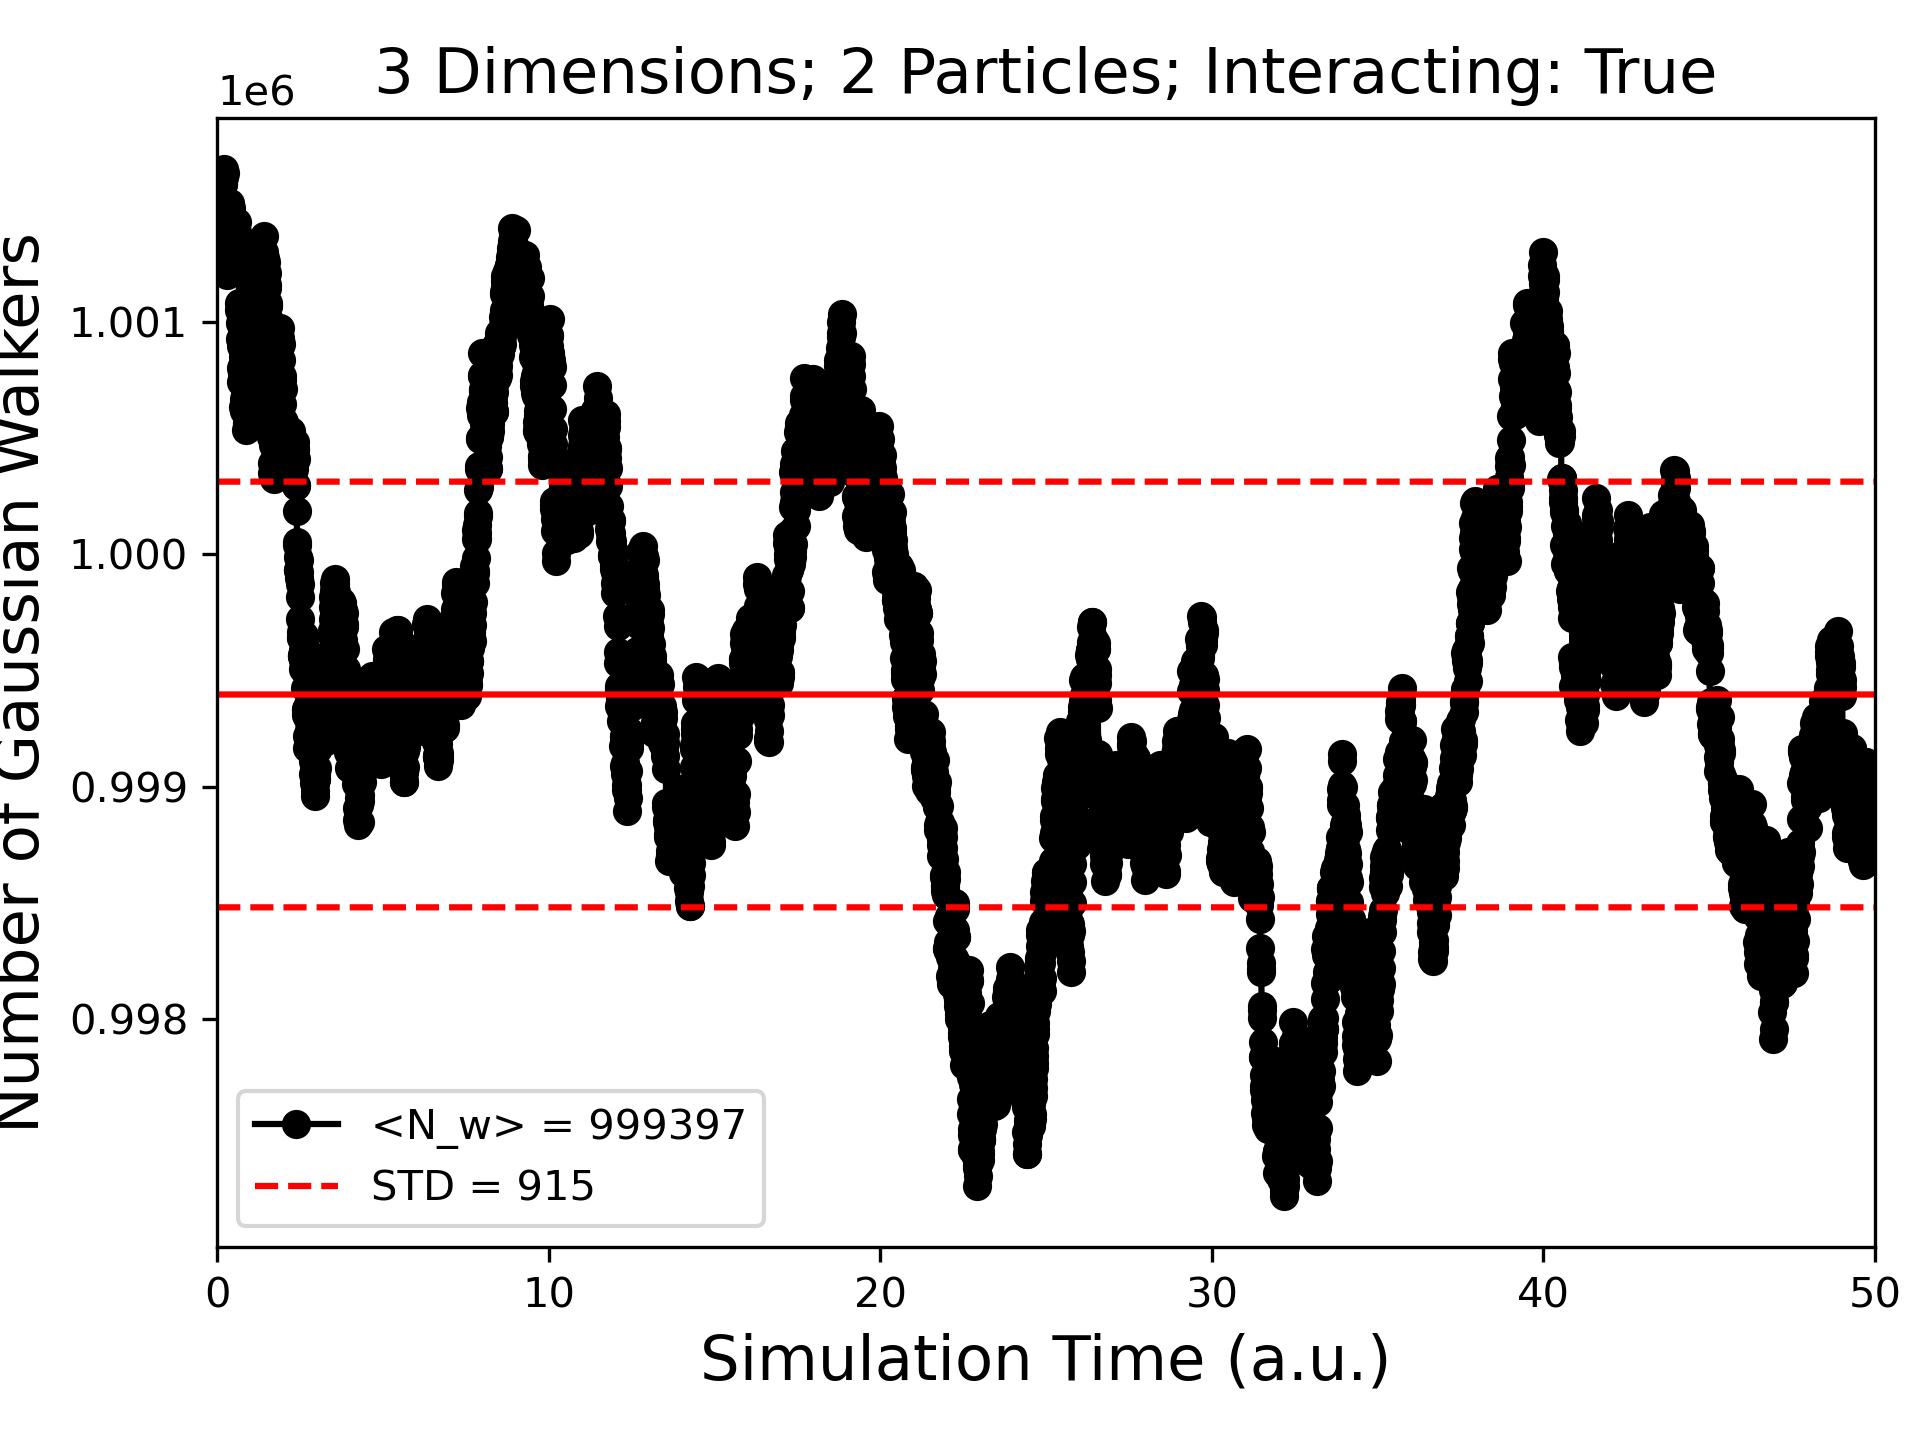 3 Dimensions; 2 Particles; Interacting: True
1e6
Number of Gaussian Walkers
1.001
1.000
0.999
0.998
<N_w> = 999397
STD = 915
0 10 20 30 40 50
Simulation Time (a.u.)